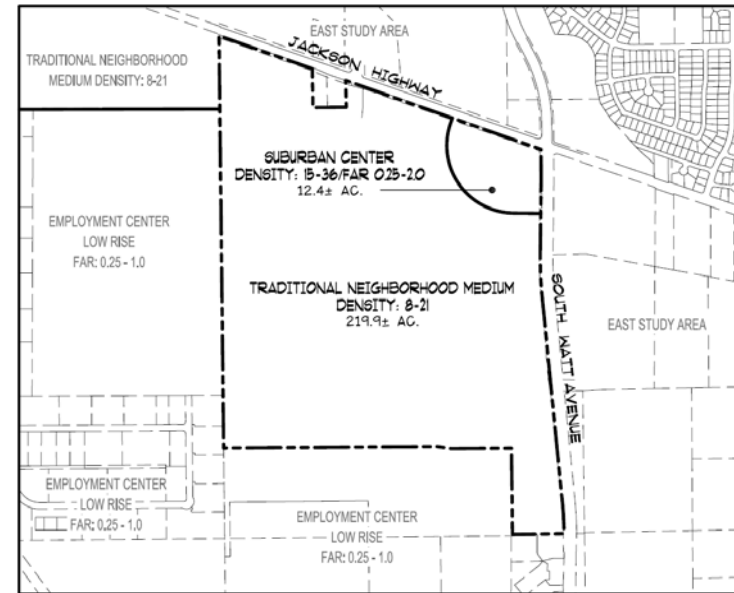 EAST STUDY AREA
JACKSON HIGHWAY
TRADITIONAL NEIGHBORHOOD
MEDIUM DENSITY: 8-21
SUBURBAN CENTER
DENSITY: 15-36/FAR 0.25-2.0
12.4± AC.
EMPLOYMENT CENTER
LOW RISE
FAR: 0.25 - 1.0
TRADITIONAL NEIGHBORHOOD MEDIUM
DENSITY: 8-21
219.9± AC.
SOUTH WATT AVENUE
EAST STUDY AREA
EMPLOYMENT CENTER
LOW RISE
FAR: 0.25 - 1.0
EMPLOYMENT CENTER
LOW RISE
FAR: 0.25 - 1.0